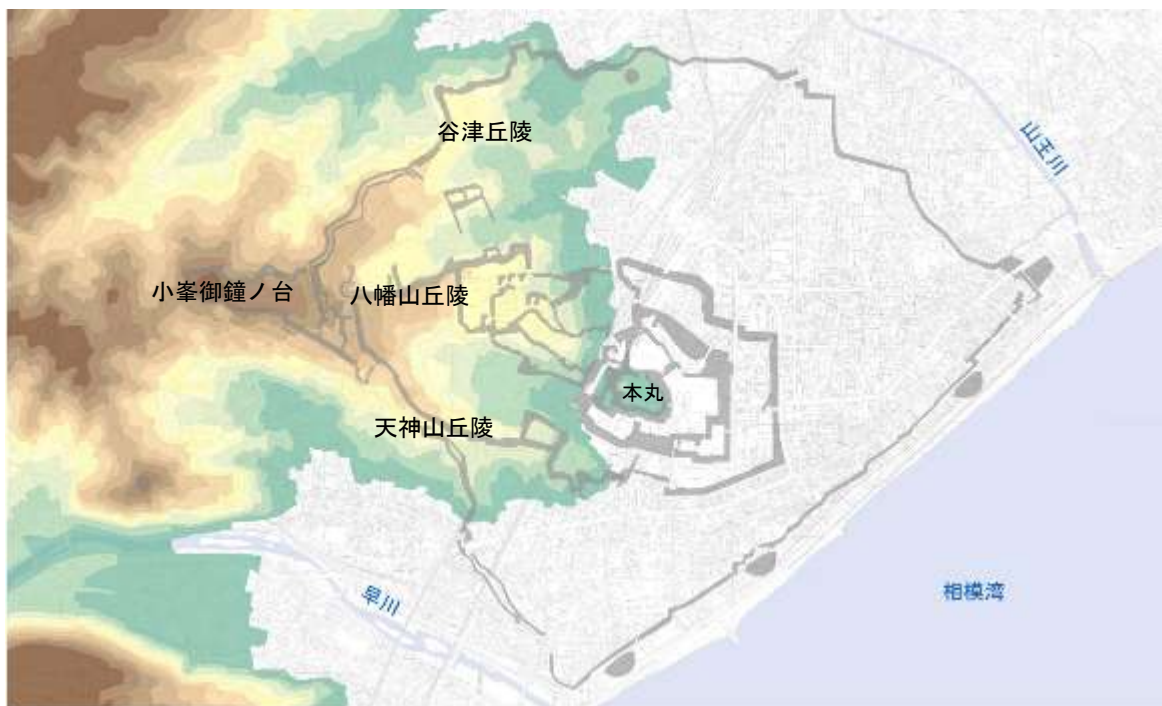 谷津丘陵
山王川
小峯御鐘ノ台
八幡山丘陵
本丸
天神山丘陵
早川
相模湾